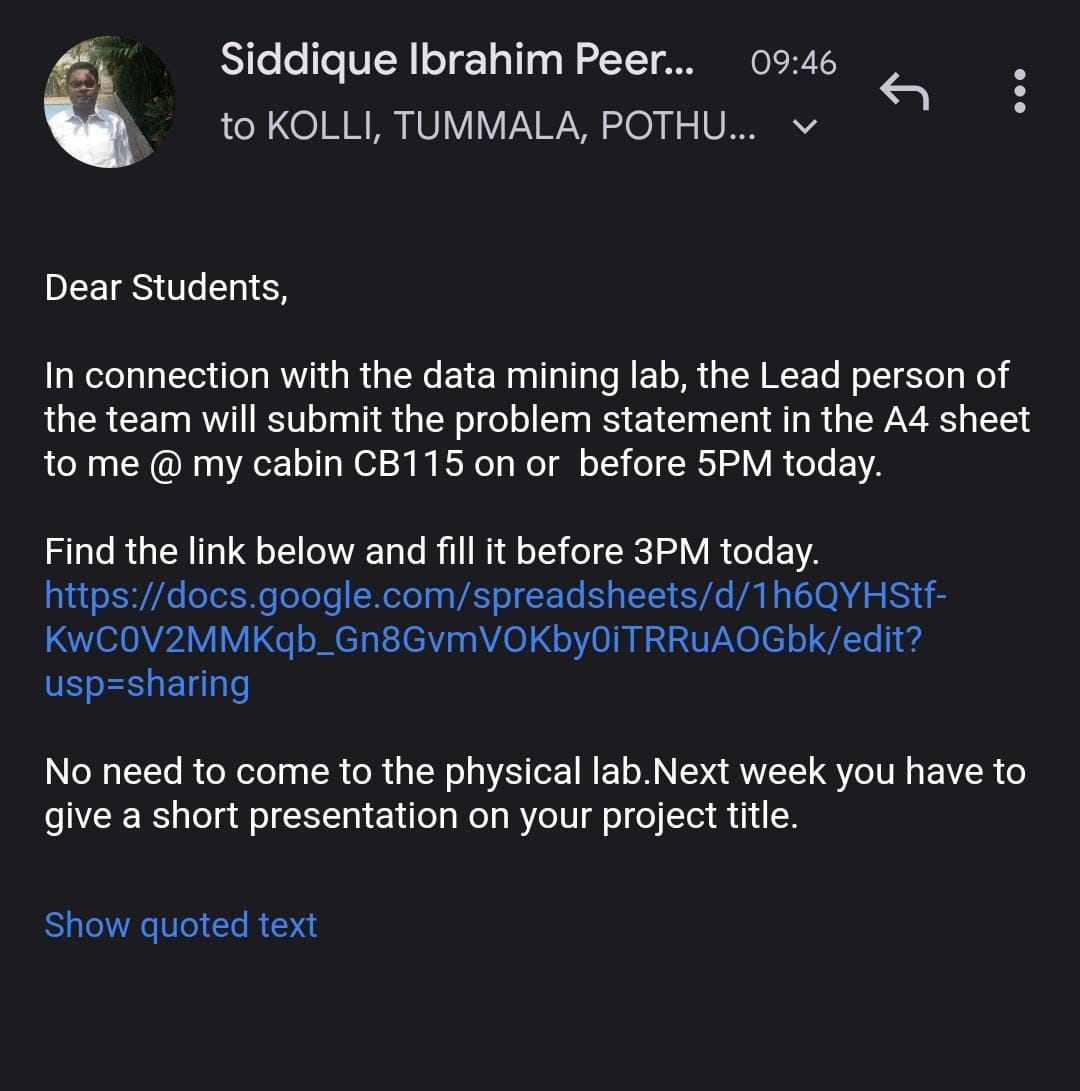 Siddique Ibrahim Peer... 09:46
to KOLLI, TUMMALA, POTHU...
Dear Students,
In connection with the data mining lab, the Lead person of
the team will submit the problem statement in the A4 sheet
to me @ my cabin CB115 on or  before 5PM today.
Find the link below and fill it before 3PM today.
https://docs.google.com/spreadsheets/d/1h6QYHStf-
KwC0V2MMKqb_Gn8GvmVOKby0iTRRuAOGbk/edit?
usp=sharing
No need to come to the physical lab.Next week you have to
give a short presentation on your project title.
Show quoted text